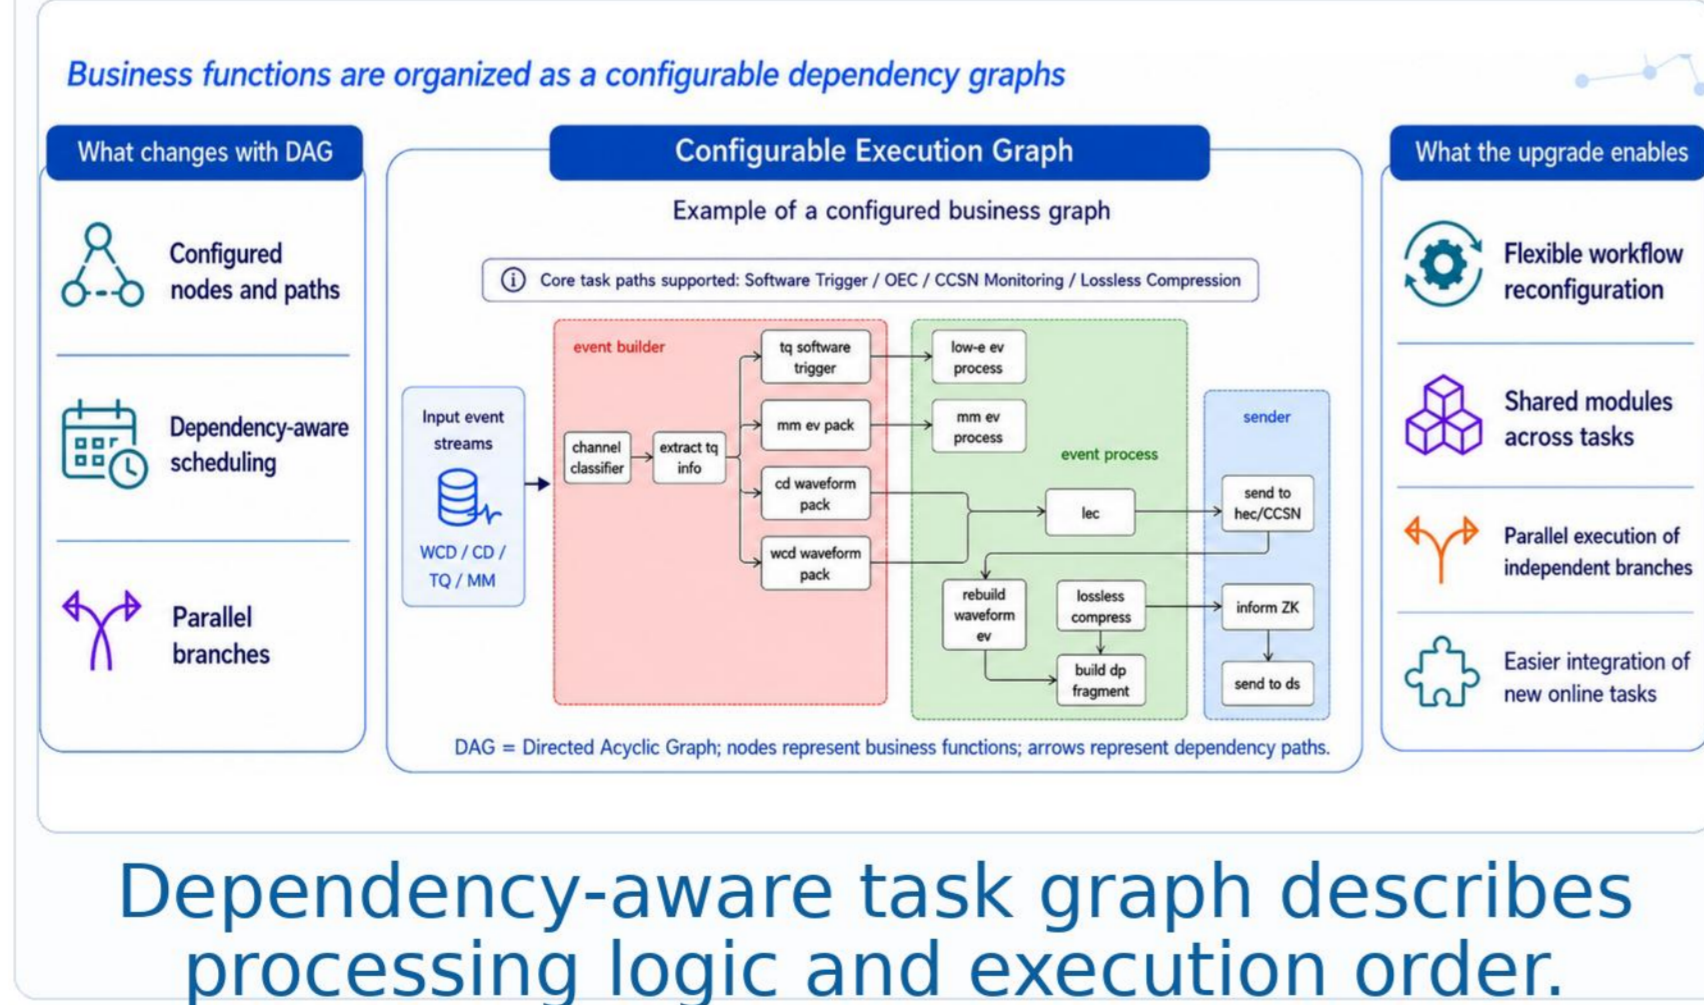 Business functions are organized as a configurable dependency graphs
What changes with DAG
Configured
nodes and paths
Dependency-aware
scheduling
Parallel
branches
Configurable Execution Graph
Example of a configured business graph
Core task paths supported: Software Trigger / OEC / CCSN Monitoring / Lossless Compression
Input event
streams
WCD / CD /
TQ / MM
event builder
channel
classifier
extract tq
info
tq software
trigger
mm ev pack
cd waveform
pack
wcd waveform
pack
low-e ev
process
mm ev
process
event process
lec
rebuild
waveform
ev
lossless
compress
build dp
fragment
sender
send to
hec/CCSN
inform ZK
send to ds
DAG = Directed Acyclic Graph; nodes represent business functions; arrows represent dependency paths.
What the upgrade enables
Flexible workflow
reconfiguration
Shared modules
across tasks
Parallel execution of
independent branches
Easier integration of
new online tasks
Dependency-aware task graph describes
processing logic and execution order.